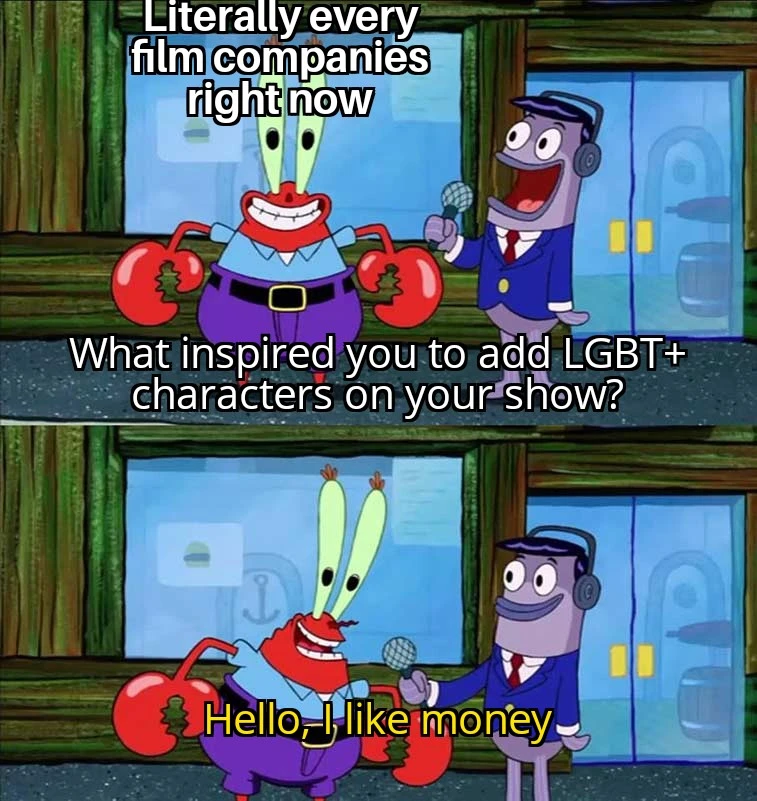 Literally every
film companies
right now
What inspired you to add LGBT+
characters on your show?
Hello, I like money